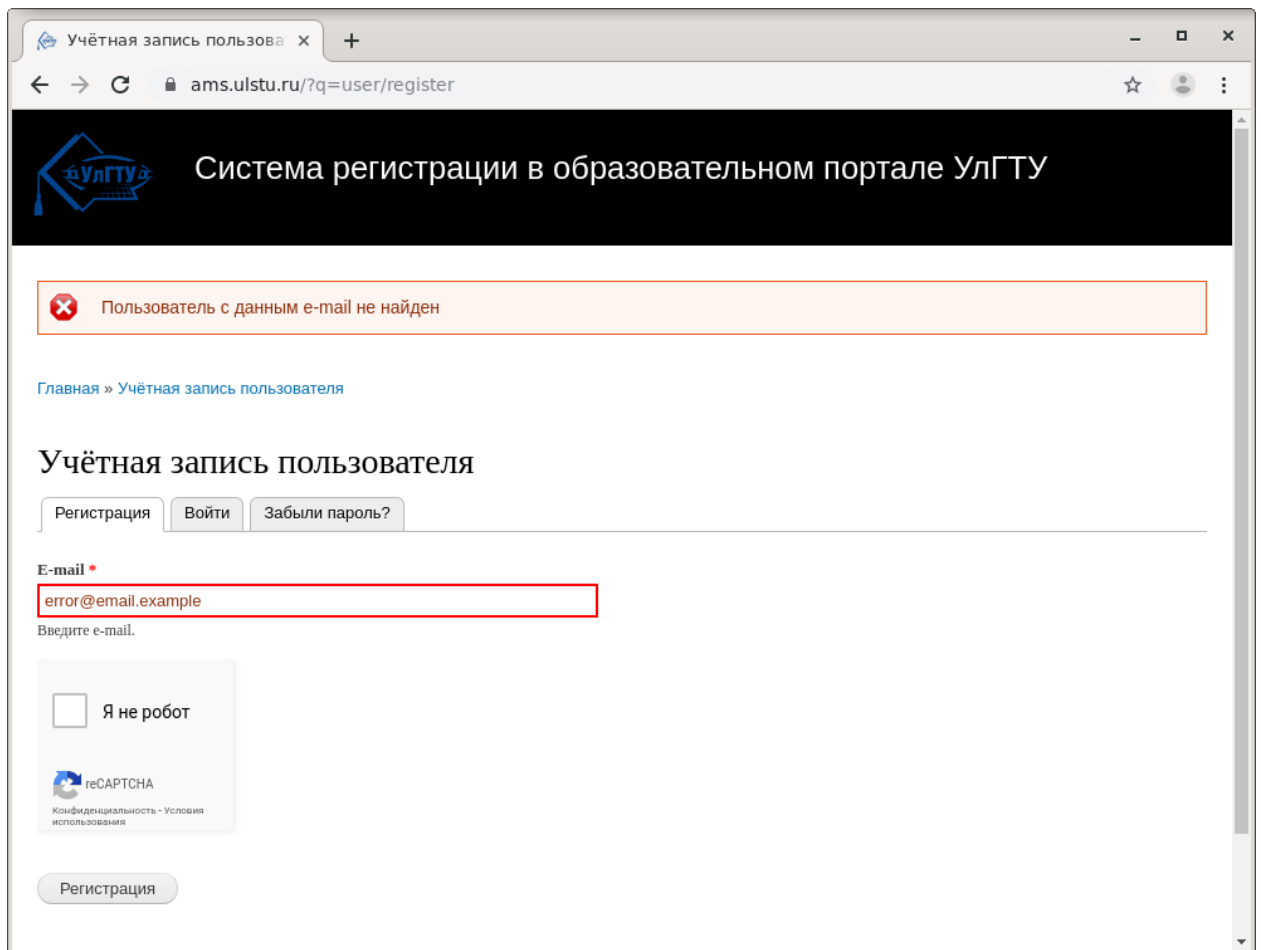 Учётная запись пользова
ams.ulstu.ru/?q=user/register
УлГТУ
Система регистрации в образовательном портале УлГТУ
Пользователь с данным e-mail не найден
Главная » Учётная запись пользователя
Учётная запись пользователя
Регистрация Войти Забыли пароль?
E-mail *
error@email.example
Введите e-mail.
Я не робот
reCAPTCHA
Конфиденциальность - Условия
использования
Регистрация